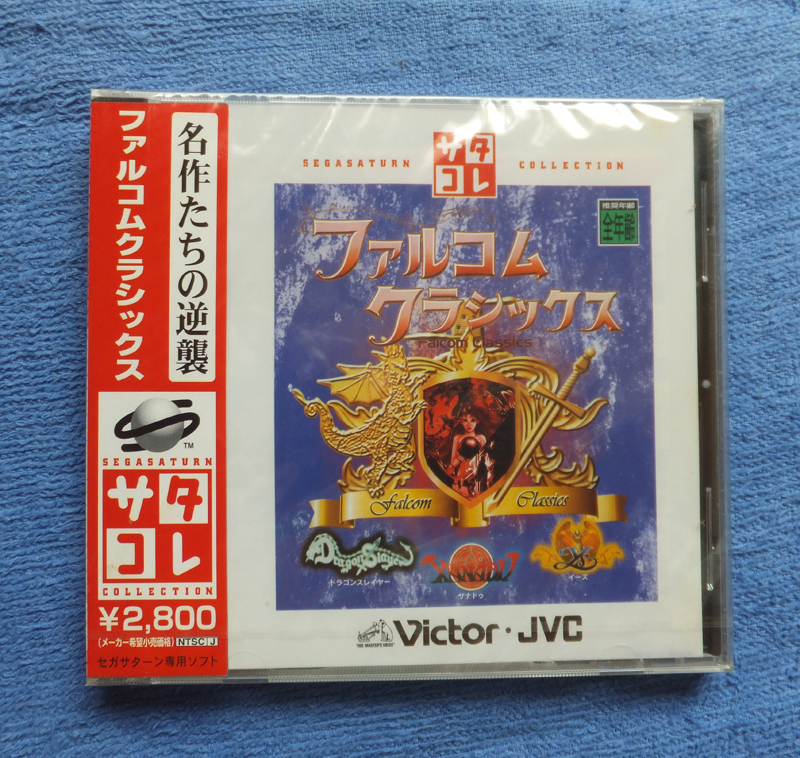 名作たちの逆襲
ファルコムクラシックス
TM
SEGASATURN
サタ
コレ
COLLECTION
¥2,800
(メーカー希望小売価格) NTSC J
セガサターン専用ソフト
SEGASATURN サタ COLLECTION
コレ
推奨年齢
全年齢
ファルコム
クラシックス
Falcom Classics
Falcom Classics
Dragon Slayer
ドラゴンスレイヤー
XANADU
ザナドゥ
Ys
イース
"HIS MASTER'S VOICE"
Victor・JVC